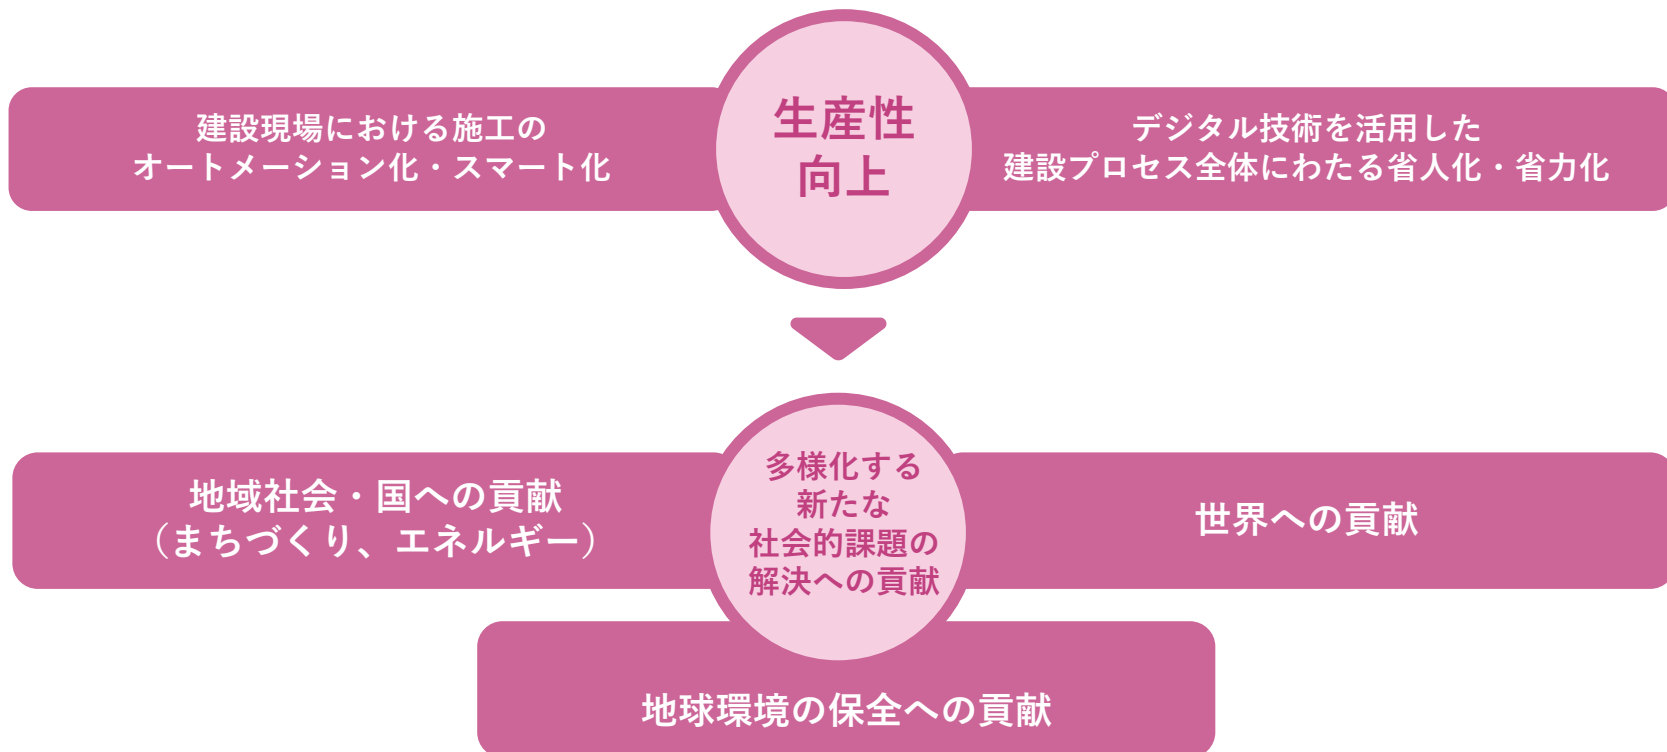 建設現場における施工の
オートメーション化・スマート化
生産性
向上
デジタル技術を活用した
建設プロセス全体にわたる省人化・省力化
地域社会・国への貢献
（まちづくり、エネルギー）
多様化する
新たな
社会的課題の
解決への貢献
世界への貢献
地球環境の保全への貢献